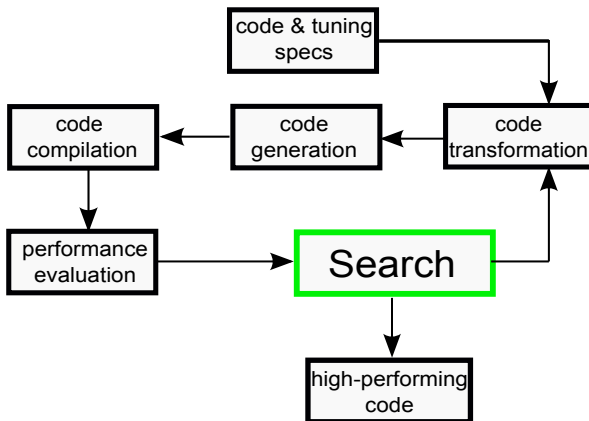 code & tuning
specs
code
compilation
code
generation
code
transformation
performance
evaluation
Search
high-performing
code